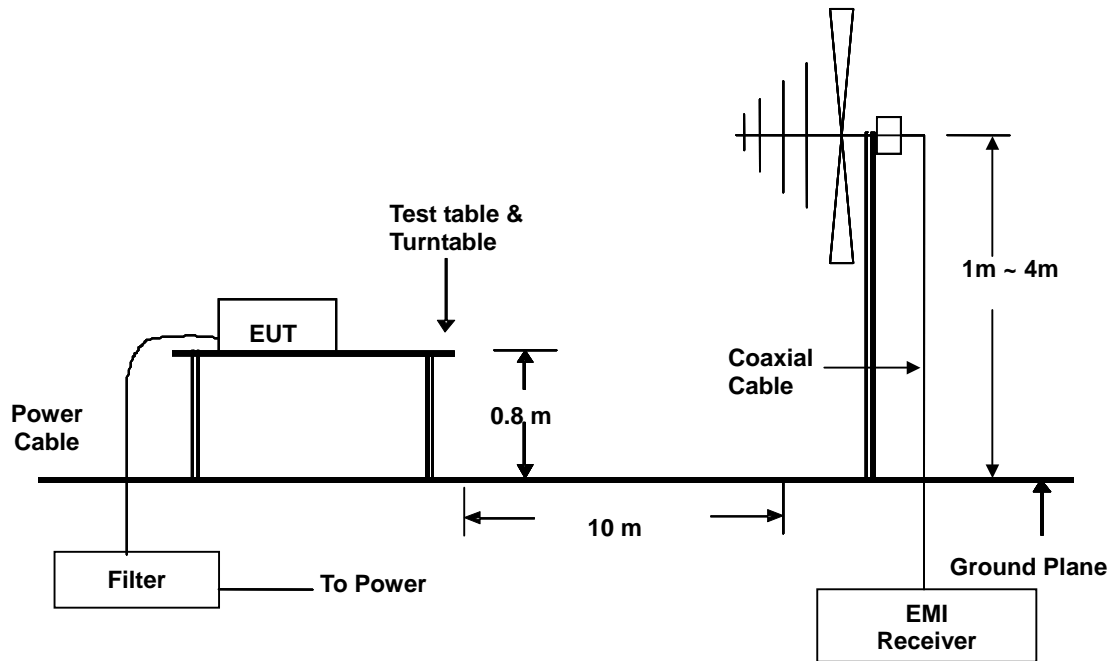 Test table &
Turntable
1m ~ 4m
EUT
Coaxial
Cable
0.8 m
Power
Cable
10 m
Ground Plane
Filter
To Power
EMI
Receiver